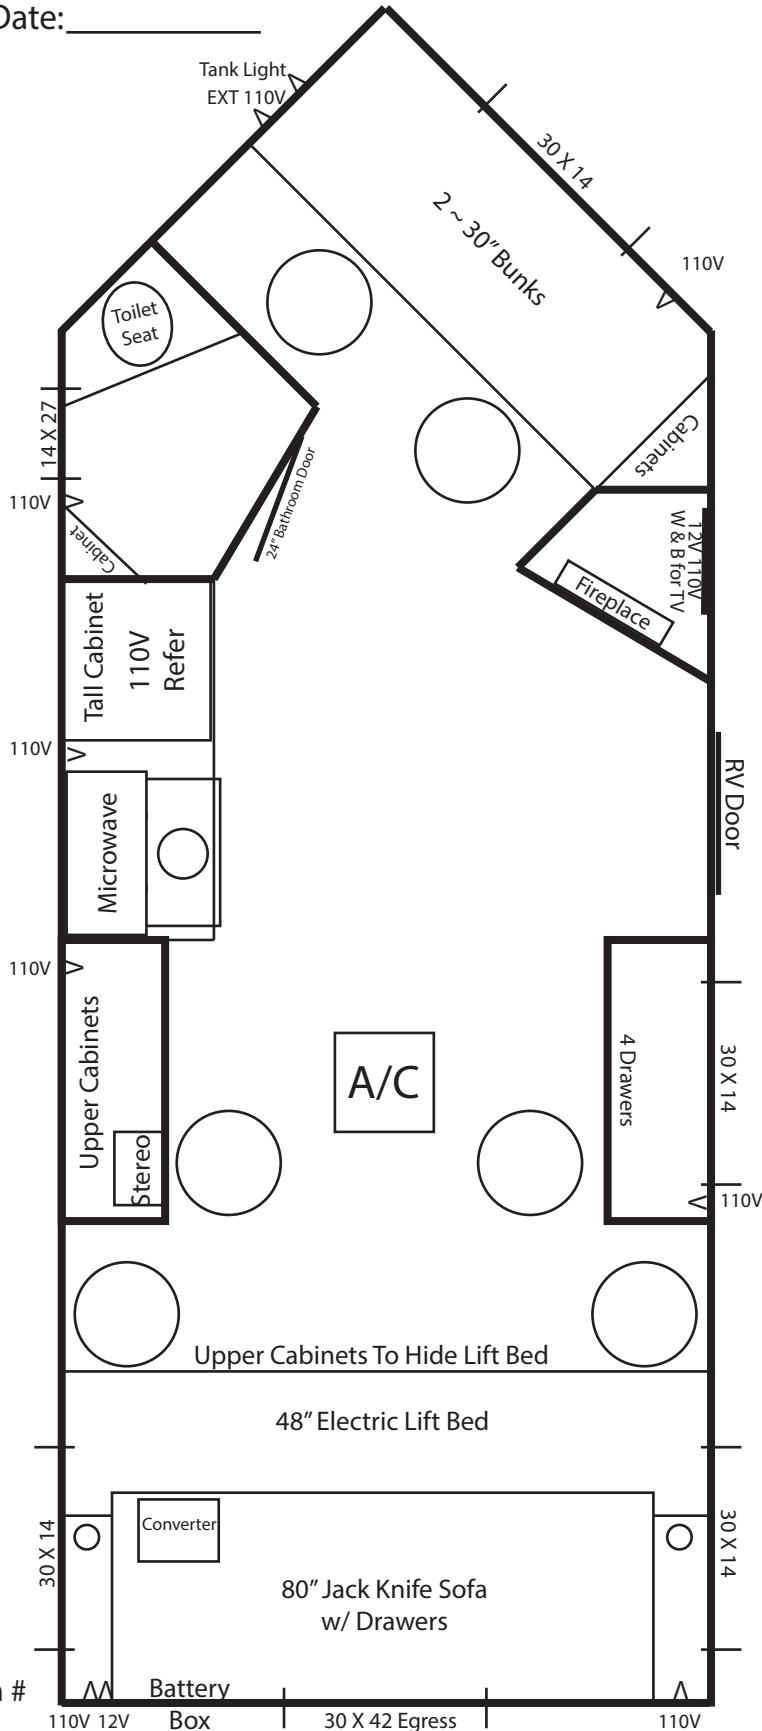 Date:
Tank Light
EXT 110V
30 X 14
2 ~ 30" Bunks
110V
Toilet
Seat
14 X 27
Cabinets
110V
24" Bathroom Door
Cabinet
12V 110V
W & B for TV
Fireplace
Tall Cabinet
110V
Refer
110V
RV Door
Microwave
110V
Upper Cabinets
A/C
4 Drawers
30 X 14
Stereo
110V
Upper Cabinets To Hide Lift Bed
48" Electric Lift Bed
30 X 14
Converter
30 X 14
80" Jack Knife Sofa
w/ Drawers
#
Battery
Box
110V 12V
30 X 42 Egress
110V